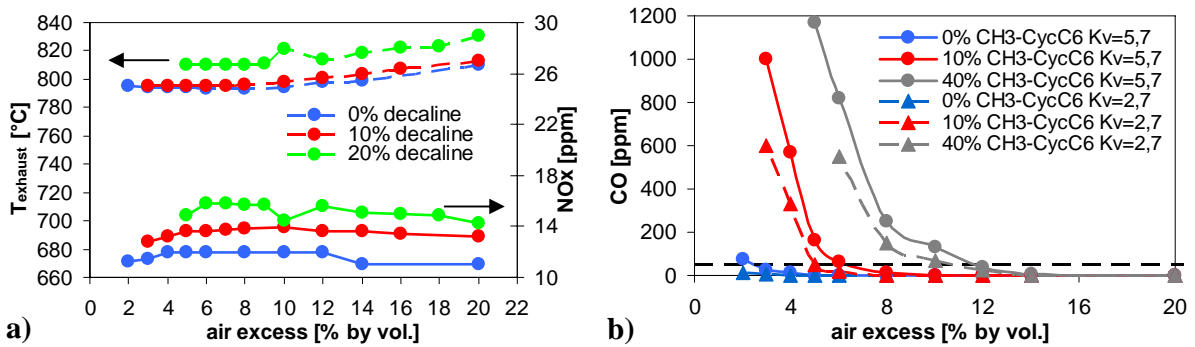 840
820
800
780
760
740
720
700
680
660
Texhaust [°C]
30
26
22
18
14
10
NOx [ppm]
0% decaline
10% decaline
20% decaline
0 2 4 6 8 10 12 14 16 18 20 22
air excess [% by vol.]
a)
1200
1000
800
600
400
200
0
CO [ppm]
0% CH3-CycC6 Kv=5,7
10% CH3-CycC6 Kv=5,7
40% CH3-CycC6 Kv=5,7
0% CH3-CycC6 Kv=2,7
10% CH3-CycC6 Kv=2,7
40% CH3-CycC6 Kv=2,7
0 4 8 12 16 20
air excess [% by vol.]
b)